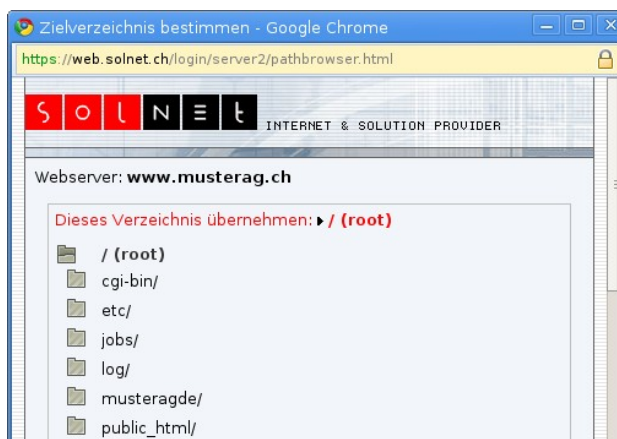 Zielverzeichnis bestimmen - Google Chrome
https://web.solnet.ch/login/server2/pathbrowser.html
SOLNET INTERNET & SOLUTION PROVIDER
Webserver: www.musterag.ch
Dieses Verzeichnis übernehmen: / (root)
/ (root)
cgi-bin/
etc/
jobs/
log/
musteragde/
public_html/